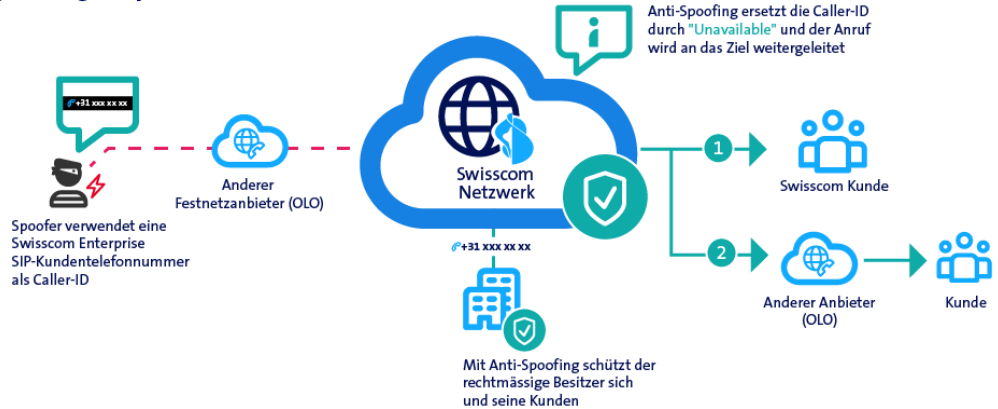 Anti-Spoofing ersetzt die Caller-ID
durch "Unavailable" und der Anruf
wird an das Ziel weitergeleitet
+31 xxx xx xx
Anderer
Festnetzanbieter (OLO)
Spoofer verwendet eine
Swisscom Enterprise
SIP-Kundentelefonnummer
als Caller-ID
Swisscom
Netzwerk
+31 xxx xx xx
Mit Anti-Spoofing schützt der
rechtmässige Besitzer sich
und seine Kunden
1
Swisscom Kunde
2
Anderer Anbieter
(OLO)
Kunde